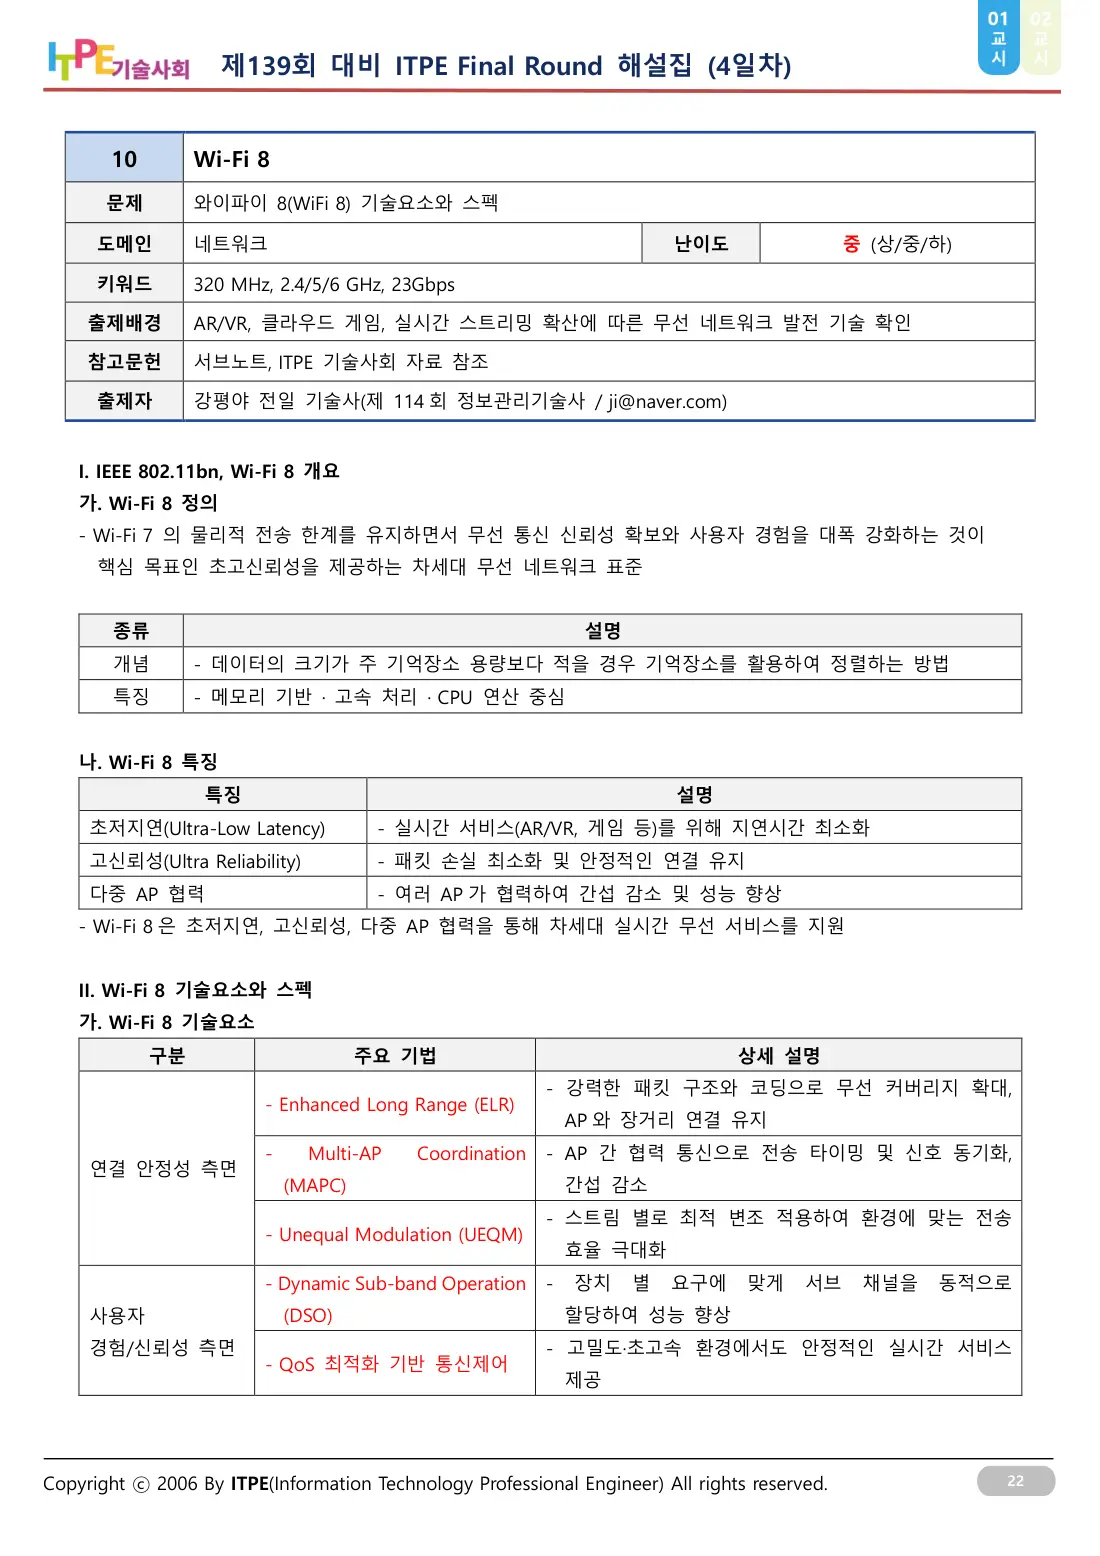 ITPE기술사회 제139회 대비 ITPE Final Round 해설집 (4일차)
01 교 시
02 교 시
10 Wi-Fi 8
문제 와이파이 8(WiFi 8) 기술요소와 스펙
도메인 네트워크 난이도 중 (상/중/하)
키워드 320 MHz, 2.4/5/6 GHz, 23Gbps
출제배경 AR/VR, 클라우드 게임, 실시간 스트리밍 확산에 따른 무선 네트워크 발전 기술 확인
참고문헌 서브노트, ITPE 기술사회 자료 참조
출제자 강평야 전일 기술사(제 114 회 정보관리기술사 / ji@naver.com)
I. IEEE 802.11bn, Wi-Fi 8 개요
가. Wi-Fi 8 정의
- Wi-Fi 7 의 물리적 전송 한계를 유지하면서 무선 통신 신뢰성 확보와 사용자 경험을 대폭 강화하는 것이
핵심 목표인 초고신뢰성을 제공하는 차세대 무선 네트워크 표준
종류 설명
개념 - 데이터의 크기가 주 기억장소 용량보다 적을 경우 기억장소를 활용하여 정렬하는 방법
특징 - 메모리 기반 · 고속 처리 · CPU 연산 중심
나. Wi-Fi 8 특징
특징 설명
초저지연(Ultra-Low Latency) - 실시간 서비스(AR/VR, 게임 등)를 위해 지연시간 최소화
고신뢰성(Ultra Reliability) - 패킷 손실 최소화 및 안정적인 연결 유지
다중 AP 협력 - 여러 AP 가 협력하여 간섭 감소 및 성능 향상
- Wi-Fi 8 은 초저지연, 고신뢰성, 다중 AP 협력을 통해 차세대 실시간 무선 서비스를 지원
II. Wi-Fi 8 기술요소와 스펙
가. Wi-Fi 8 기술요소
구분 주요 기법 상세 설명
연결 안정성 측면
- Enhanced Long Range (ELR)
- 강력한 패킷 구조와 코딩으로 무선 커버리지 확대,
AP 와 장거리 연결 유지
- Multi-AP Coordination
(MAPC)
- AP 간 협력 통신으로 전송 타이밍 및 신호 동기화,
간섭 감소
- Unequal Modulation (UEQM)
- 스트림 별로 최적 변조 적용하여 환경에 맞는 전송
효율 극대화
사용자
경험/신뢰성 측면
- Dynamic Sub-band Operation
(DSO)
- 장치 별 요구에 맞게 서브 채널을 동적으로
할당하여 성능 향상
- QoS 최적화 기반 통신제어
- 고밀도·초고속 환경에서도 안정적인 실시간 서비스
제공
Copyright ⓒ 2006 By ITPE(Information Technology Professional Engineer) All rights reserved.
22